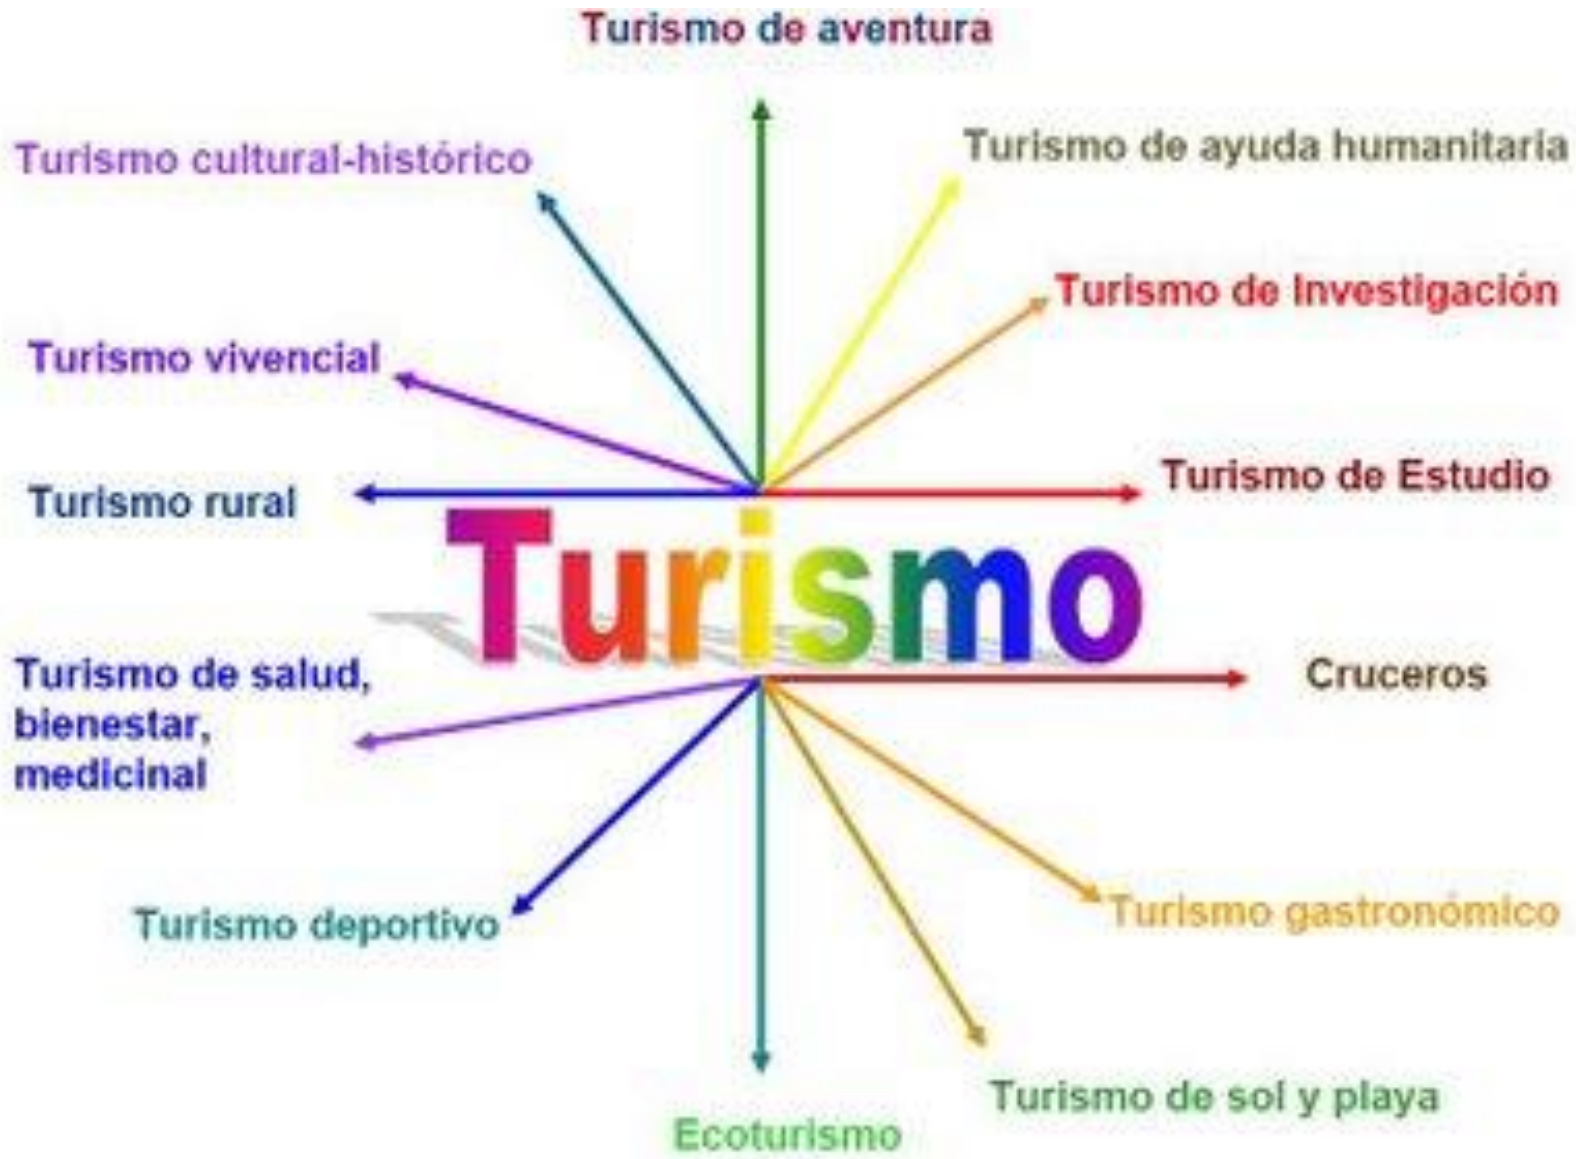 Turismo de aventura
Turismo cultural-histórico
Turismo de ayuda humanitaria
Turismo de Investigación
Turismo vivencial
Turismo de Estudio
Turismo rural
Turismo
Turismo de salud,
bienestar,
medicinal
Cruceros
Turismo deportivo
Turismo gastronómico
Turismo de sol y playa
Ecoturismo